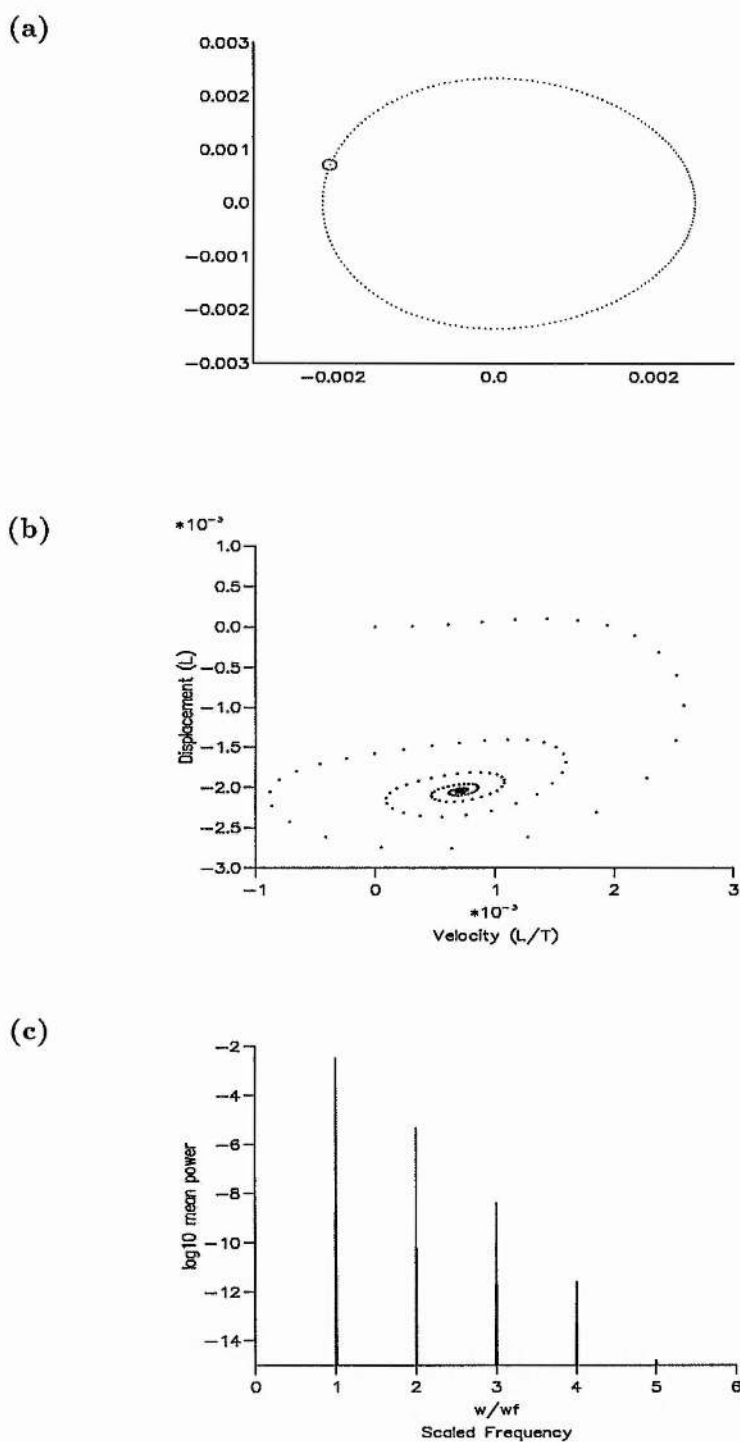 (a)
0.003
0.002
0.001
0.0
−0.001
−0.002
−0.003
−0.002 0.0 0.002
(b)
*10⁻³
1.0
0.5
0.0
−0.5
−1.0
−1.5
−2.0
−2.5
−3.0
Displacement (L)
−1 0 1 2 3
*10⁻³
Velocity (L/T)
(c)
−2
−4
−6
−8
−10
−12
−14
log10 mean power
0 1 2 3 4 5 6
w/wf
Scaled Frequency